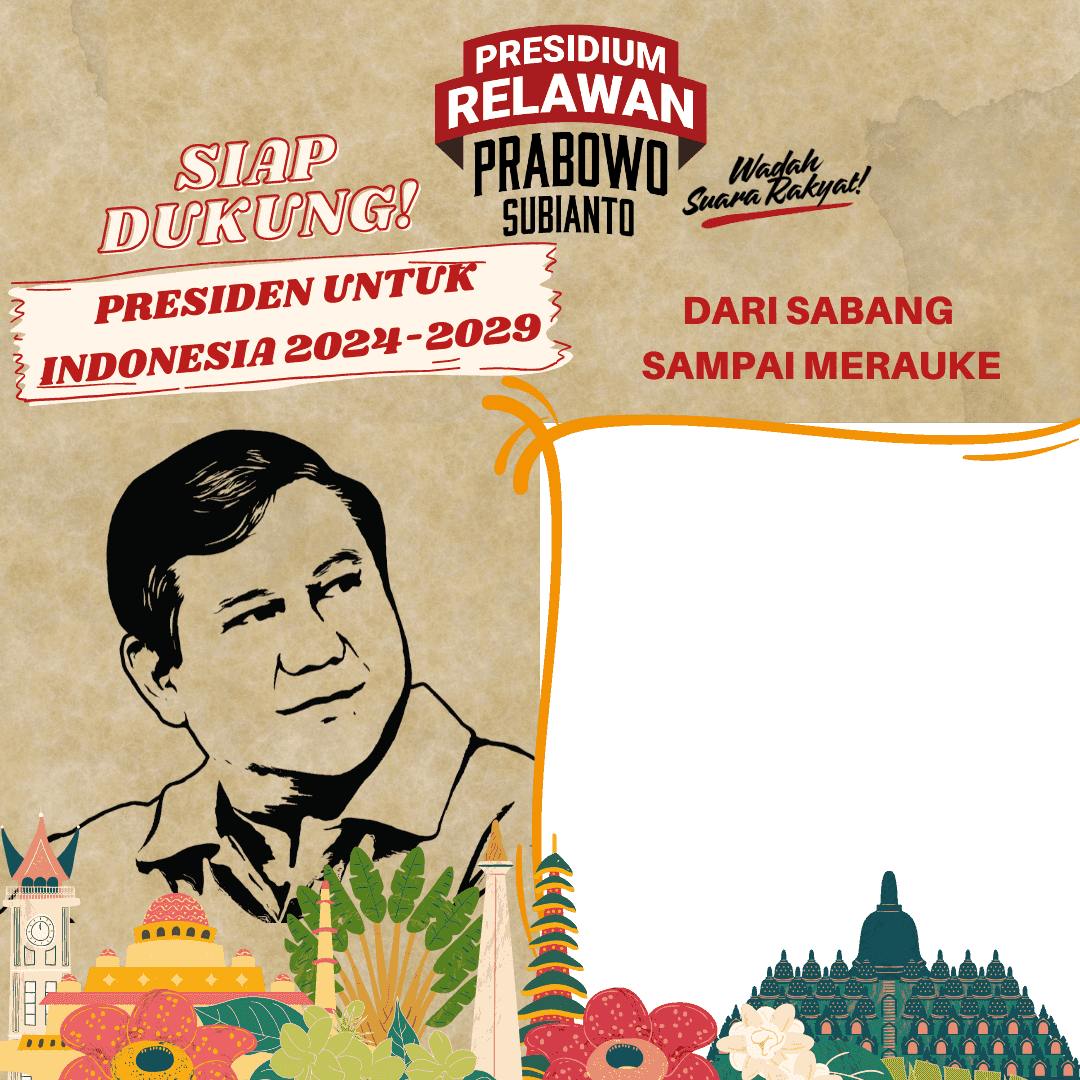 PRESIDIUM
RELAWAN
PRABOWO
SUBIANTO
Wadah
Suara Rakyat!
SIAP
DUKUNG!
PRESIDEN UNTUK
INDONESIA 2024-2029
DARI SABANG
SAMPAI MERAUKE